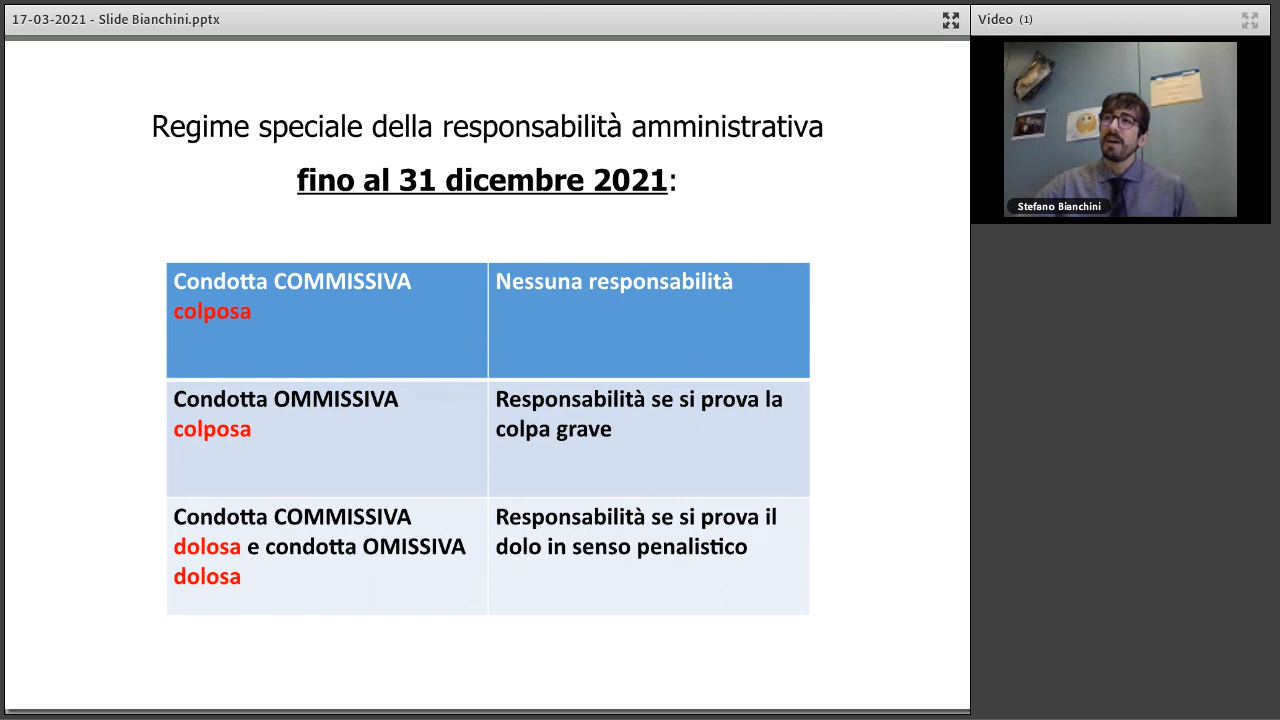 17-03-2021 - Slide Bianchini.pptx
Video (1)
Regime speciale della responsabilità amministrativa
fino al 31 dicembre 2021:
Condotta COMMISSIVA
colposa
Nessuna responsabilità
Condotta OMMISSIVA
colposa
Responsabilità se si prova la
colpa grave
Condotta COMMISSIVA
dolosa e condotta OMISSIVA
dolosa
Responsabilità se si prova il
dolo in senso penalistico
Stefano Bianchini